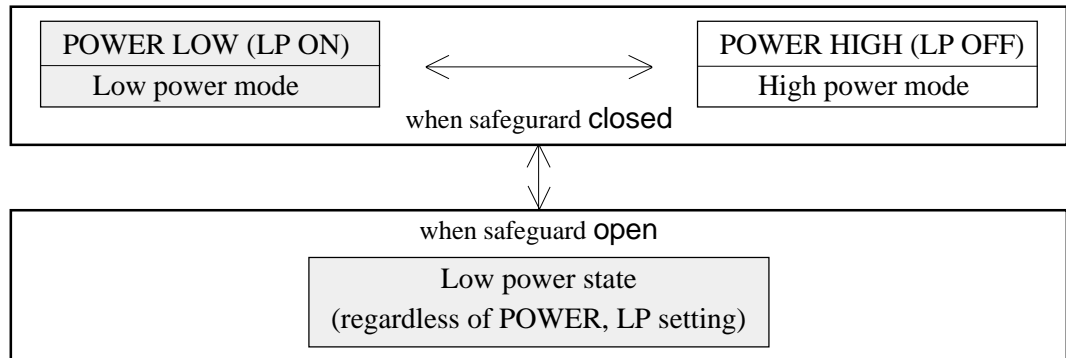 POWER LOW (LP ON)
Low power mode
POWER HIGH (LP OFF)
High power mode
when safegurard closed
when safeguard open
Low power state
(regardless of POWER, LP setting)